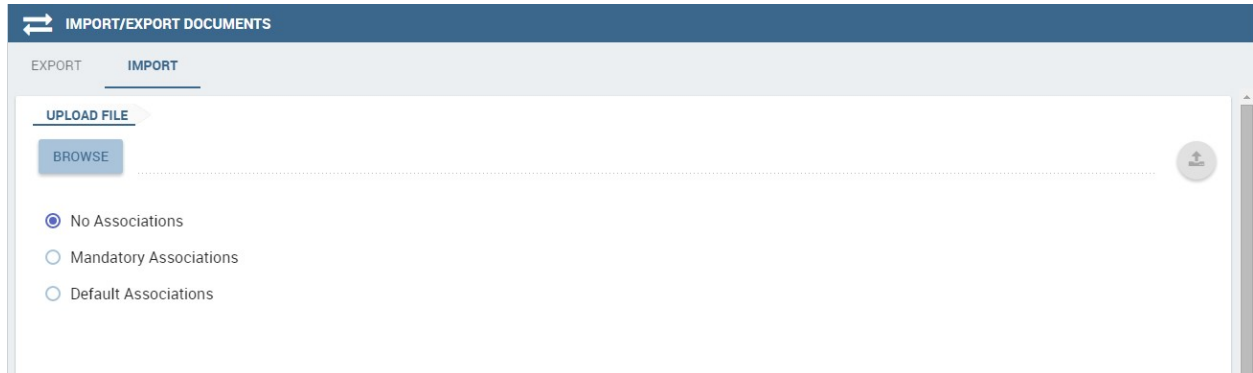 IMPORT/EXPORT DOCUMENTS
EXPORT IMPORT
UPLOAD FILE
BROWSE
No Associations
Mandatory Associations
Default Associations